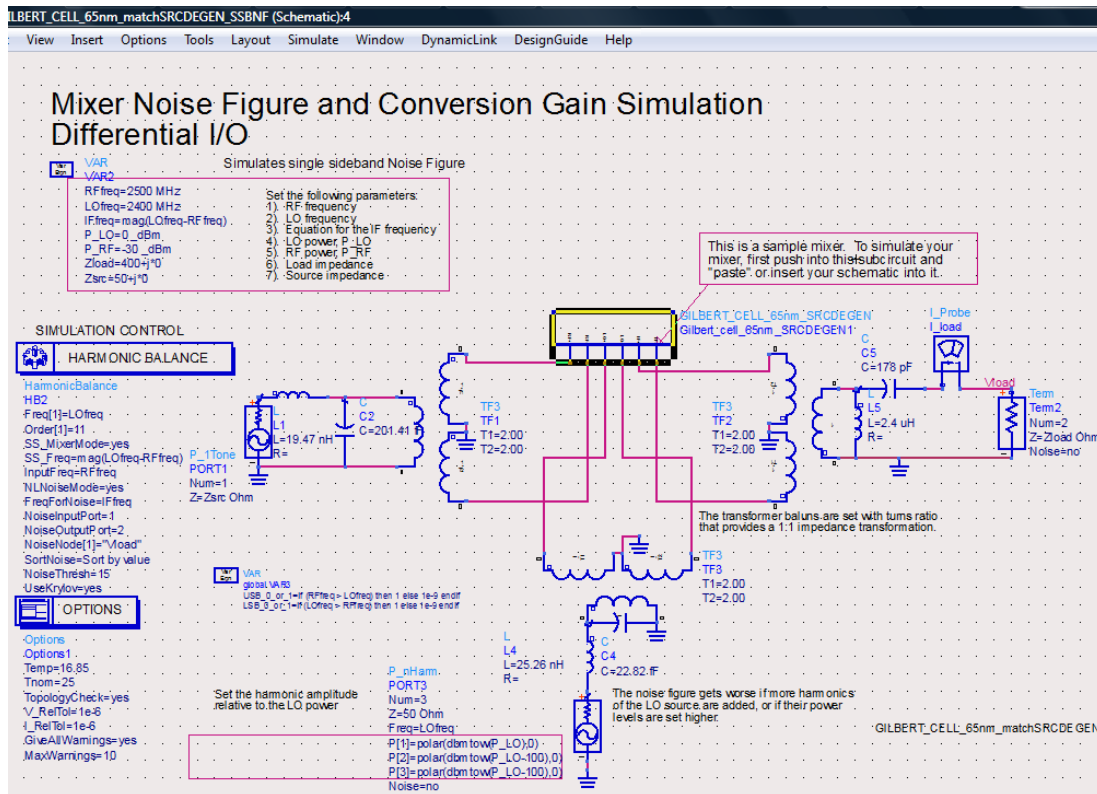 ILBERT_CELL_65nm_matchSRCDEGEN_SSBNF (Schematic):4
View Insert Options Tools Layout Simulate Window DynamicLink DesignGuide Help
Mixer Noise Figure and Conversion Gain Simulation
Differential I/O
VAR
VAR2
RFfreq=2500 MHz
LOfreq=2400 MHz
IFfreq=mag(LOfreq-RFfreq)
P_LO=0 _dBm
P_RF=-30 _dBm
Zload=400+j*0
Zsrc=50+j*0
Simulates single sideband Noise Figure
Set the following parameters:
1). RF frequency
2). LO frequency
3). Equation for the IF frequency
4). LO power, P_LO
5). RF power, P_RF
6). Load impedance
7). Source impedance
This is a sample mixer. To simulate your
mixer, first push into this subcircuit and
"paste" or insert your schematic into it.
SIMULATION CONTROL
HARMONIC BALANCE
HarmonicBalance
HB2
Freq[1]=LOfreq
Order[1]=11
SS_MixerMode=yes
SS_Freq=mag(LOfreq-RFfreq)
InputFreq=RFfreq
NLNoiseMode=yes
FreqForNoise=IFfreq
NoiseInputPort=1
NoiseOutputPort=2
NoiseNode[1]="Vload"
SortNoise=Sort by value
NoiseThresh=15
UseKrylov=yes
OPTIONS
Options
Options1
Temp=16.85
Tnom=25
TopologyCheck=yes
V_RelTol=1e-6
I_RelTol=1e-6
GiveAllWarnings=yes
MaxWarnings=10
P_1Tone
PORT1
Num=1
Z=Zsrc Ohm
L
L1
L=19.47 nH
R=
C
C2
TF3
TF1
T1=2.00
T2=2.00
GILBERT_CELL_65nm_SRCDEGEN
Gilbert_cell_65nm_SRCDEGEN1
TF3
TF2
T1=2.00
T2=2.00
C
C5
C=178 pF
I_Probe
I_load
L
L5
L=2.4 uH
R=
Vload
Term
Term2
Num=2
Z=Zload Ohm
Noise=no
The transformer baluns are set with turns ratio
that provides a 1:1 impedance transformation.
VAR
global VAR3
USB_0_or_1=if (RFfreq > LOfreq) then 1 else 1e-9 endif
LSB_0_or_1=if (LOfreq > RFfreq) then 1 else 1e-9 endif
TF3
TF3
T1=2.00
T2=2.00
L
L4
L=25.26 nH
R=
C
C4
C=22.82 fF
Set the harmonic amplitude
relative to the LO power
P_nHarm
PORT3
Num=3
Z=50 Ohm
Freq=LOfreq
P[1]=polar(dbmtow(P_LO),0)
P[2]=polar(dbmtow(P_LO-100),0)
P[3]=polar(dbmtow(P_LO-100),0)
Noise=no
The noise figure gets worse if more harmonics
of the LO source are added, or if their power
levels are set higher.
GILBERT_CELL_65nm_matchSRCDEGEN